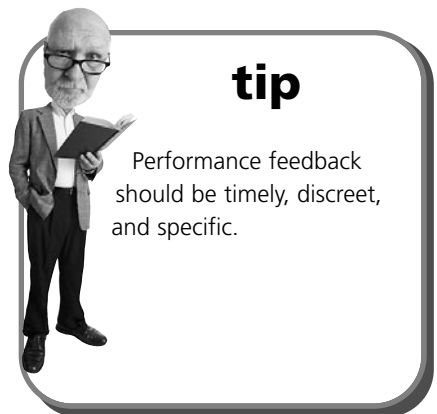 tip
Performance feedback
should be timely, discreet,
and specific.